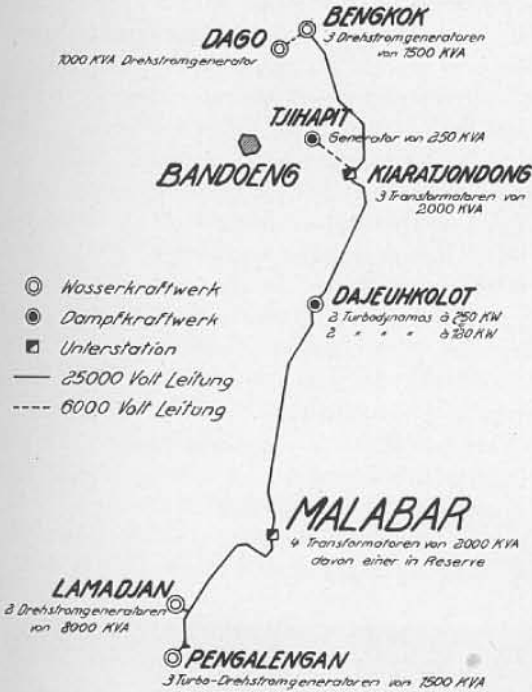 BENGKOK
3 Drehstromgeneratoren
von 1500 KVA
DAGO
1000 KVA Drehstromgenerator
TJIHAPIT
Generator von 250 KVA
BANDOENG
KIARATJONDONG
3 Transformatoren von
2000 KVA
Wasserkraftwerk
Dampfkraftwerk
Unterstation
25000 Volt Leitung
6000 Volt Leitung
DAJEUHKOLOT
2 Turbodynamos à 750 KW
2 " " " à 120 KW
MALABAR
4 Transformatoren von 2000 KVA
davon einer in Reserve
LAMADJAN
2 Drehstromgeneratoren
von 8000 KVA
PENGALENGAN
3 Turbo-Drehstromgeneratoren von 1500 KVA